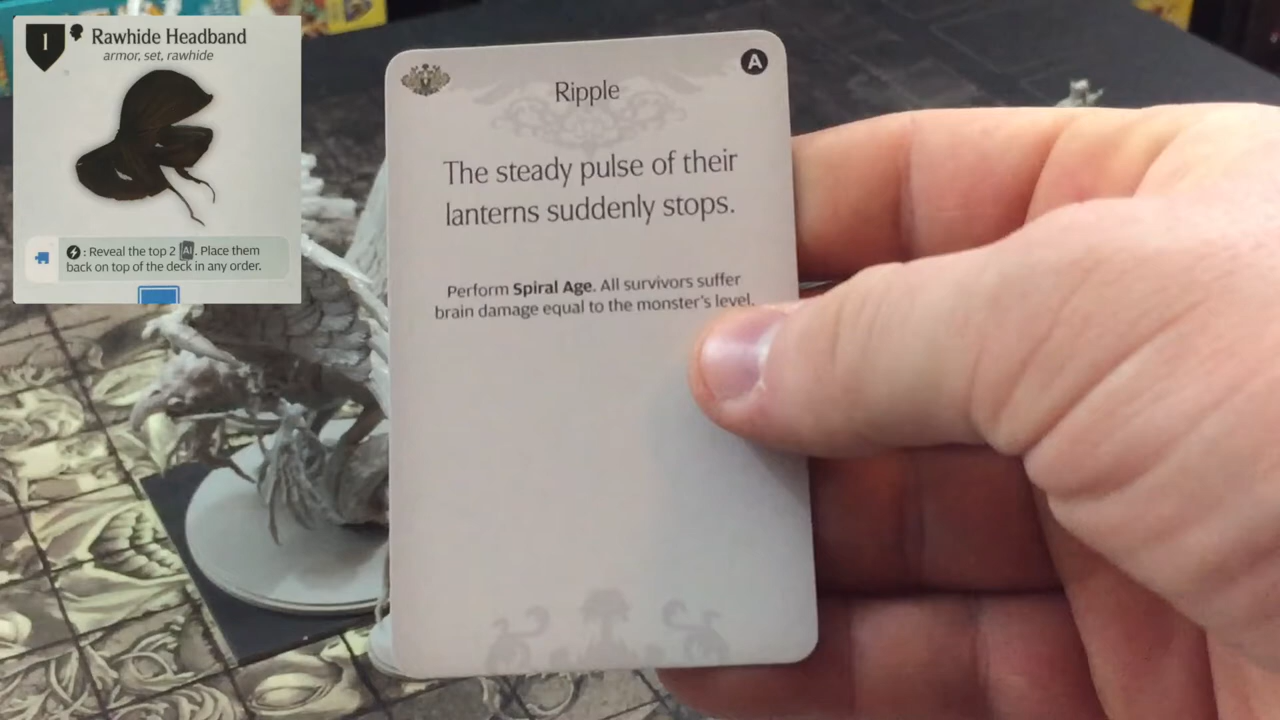 1
Rawhide Headband
armor, set, rawhide
: Reveal the top 2 AI. Place them
back on top of the deck in any order.
A
Ripple
The steady pulse of their
lanterns suddenly stops.
Perform Spiral Age. All survivors suffer
brain damage equal to the monster's level.